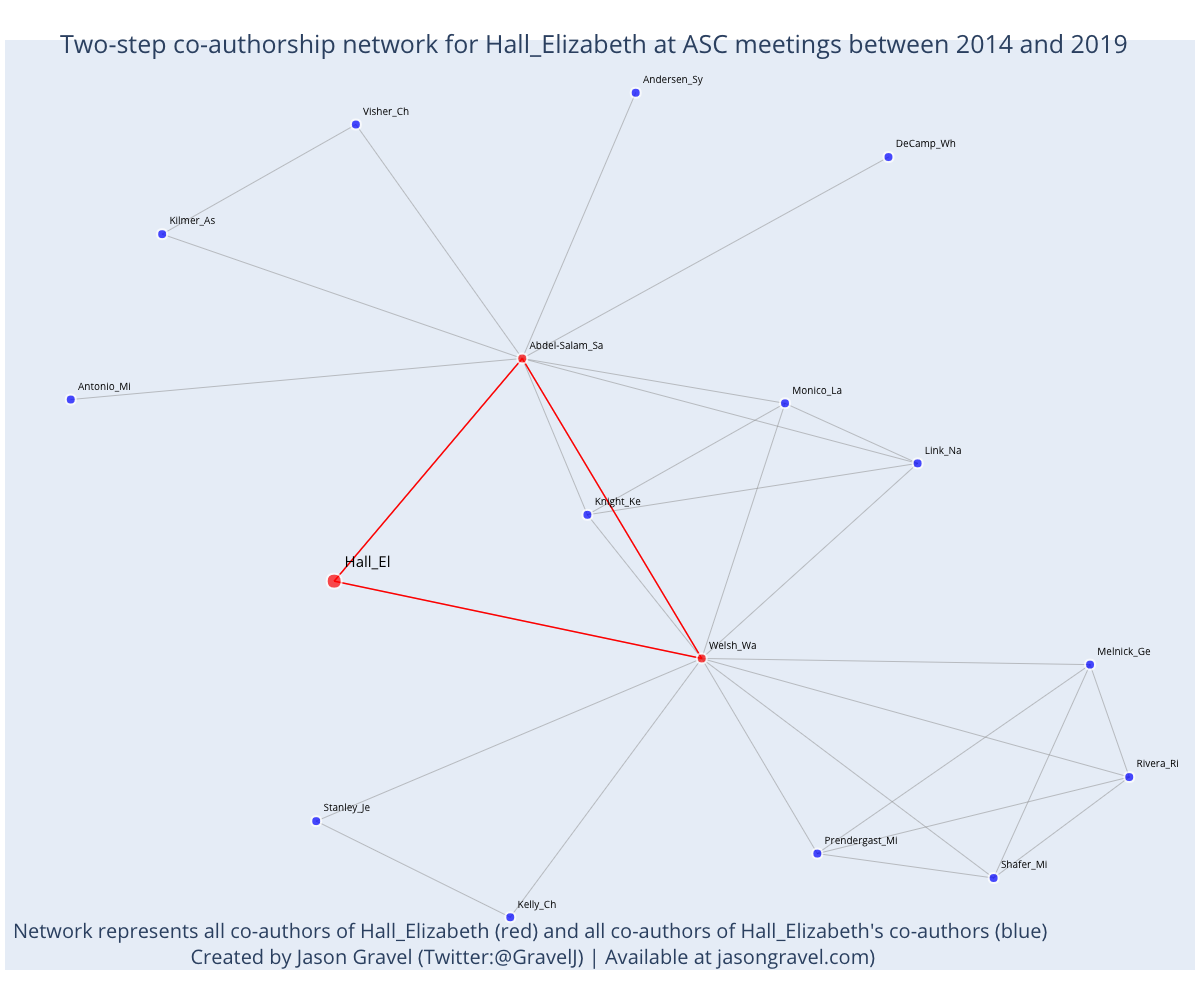 Two-step co-authorship network for Hall_Elizabeth at ASC meetings between 2014 and 2019
Andersen_Sy
Visher_Ch
DeCamp_Wh
Kilmer_As
Abdel-Salam_Sa
Antonio_Mi
Monico_La
Link_Na
Knight_Ke
Hall_El
Welsh_Wa
Melnick_Ge
Rivera_Ri
Stanley_Je
Prendergast_Mi
Shafer_Mi
Kelly_Ch
Network represents all co-authors of Hall_Elizabeth (red) and all co-authors of Hall_Elizabeth's co-authors (blue)
Created by Jason Gravel (Twitter:@GravelJ) | Available at jasongravel.com)